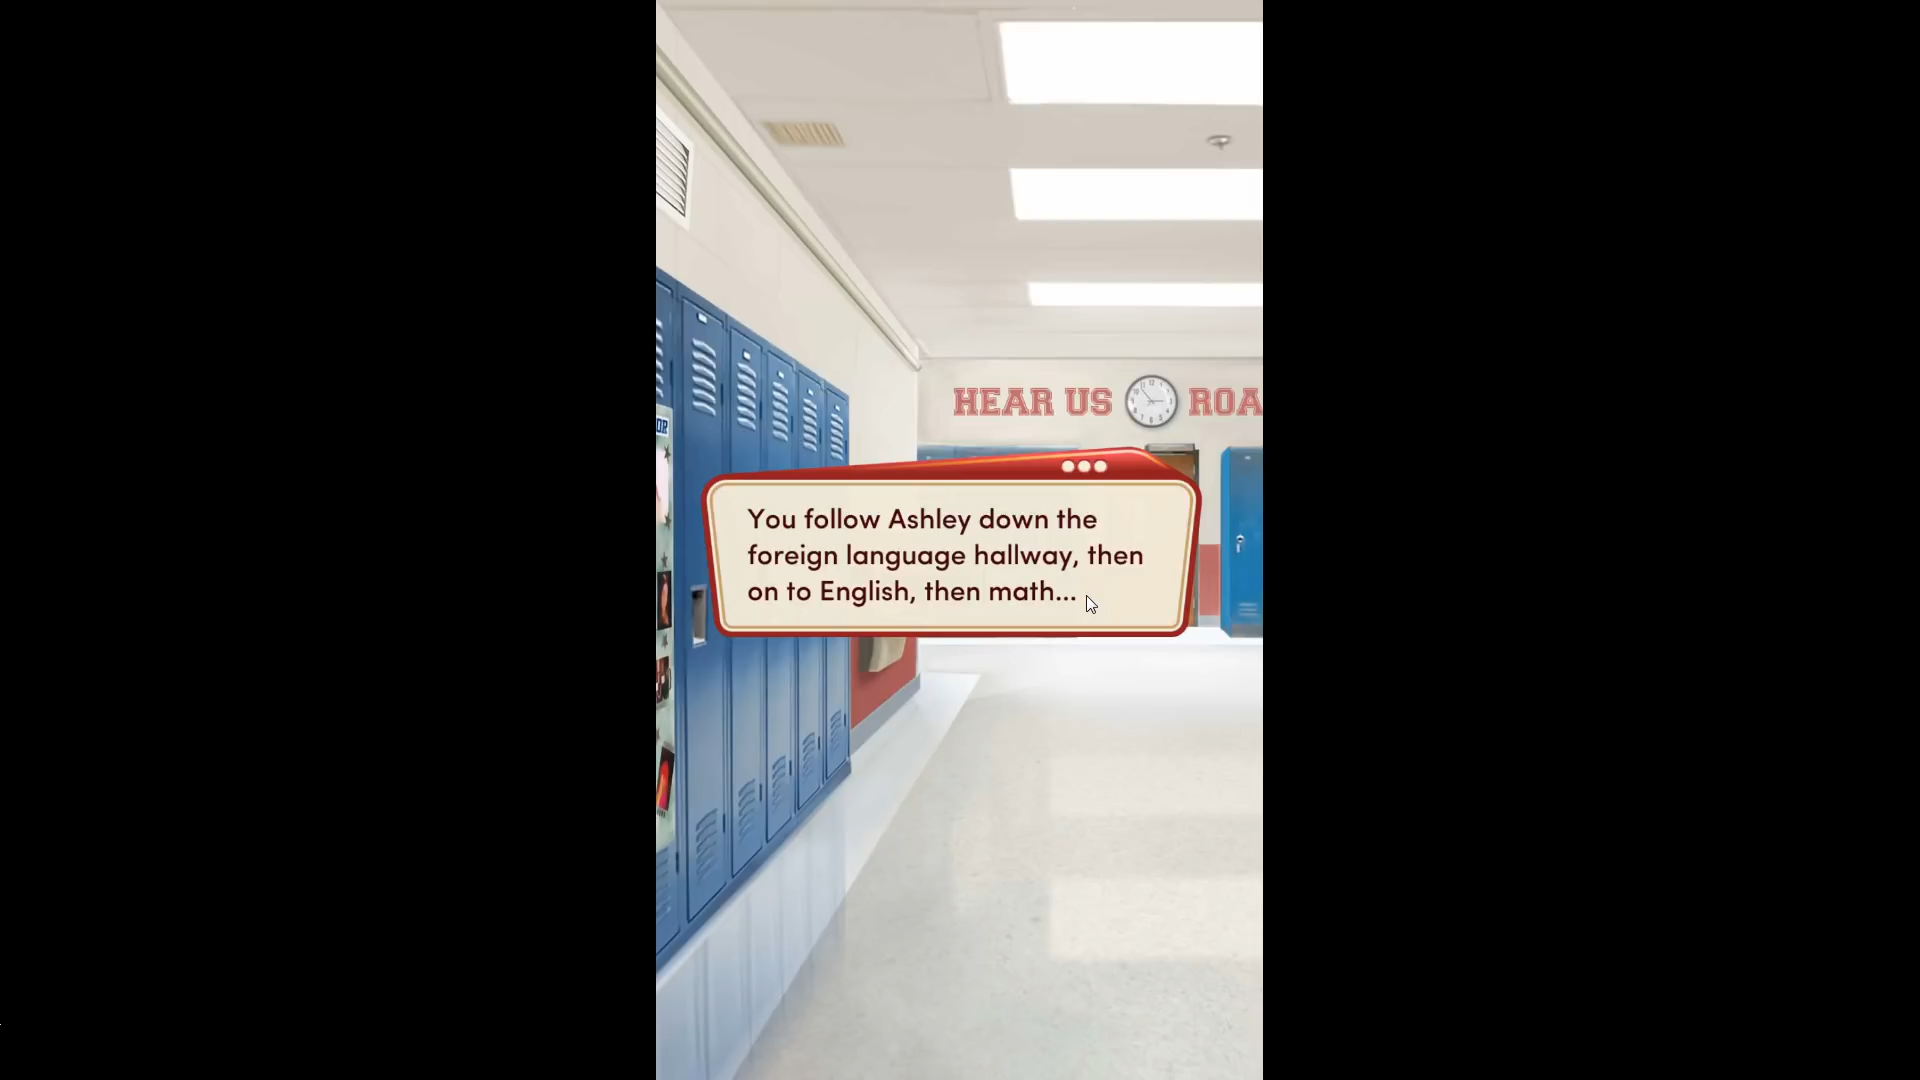 HEAR US ROA
You follow Ashley down the
foreign language hallway, then
on to English, then math...